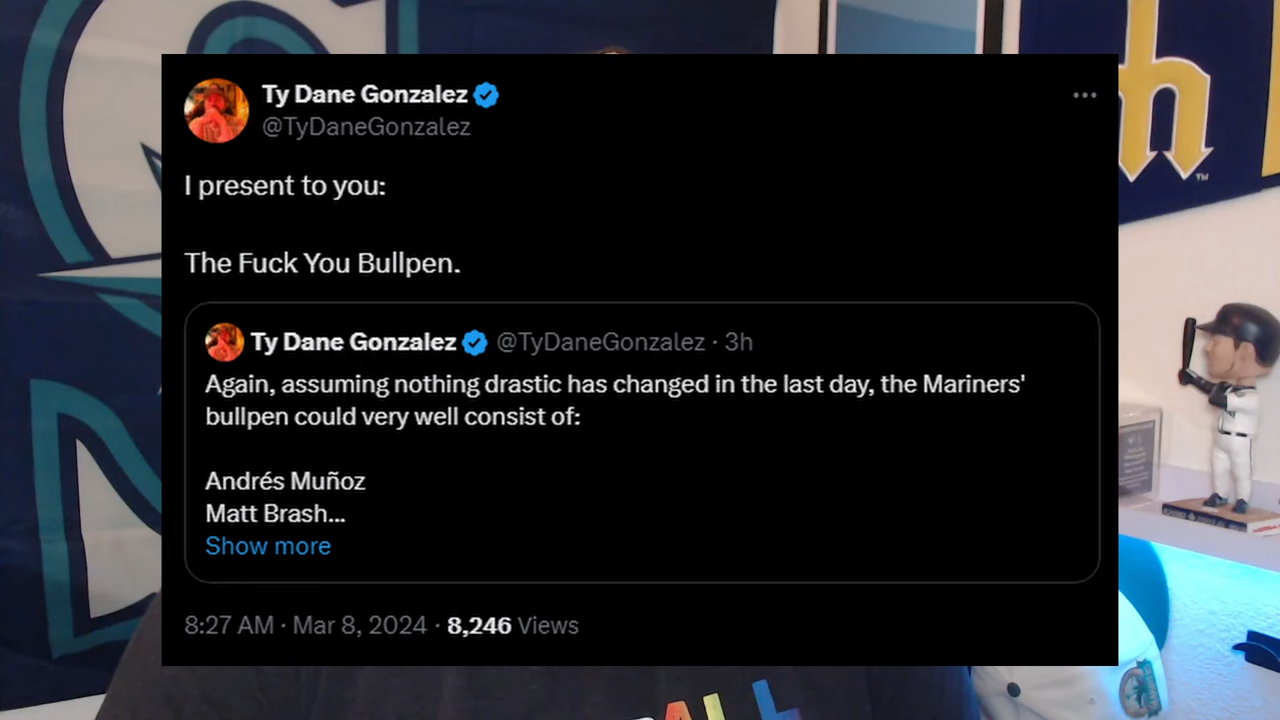 Ty Dane Gonzalez
@TyDaneGonzalez
I present to you:
The Fuck You Bullpen.
Ty Dane Gonzalez @TyDaneGonzalez · 3h
Again, assuming nothing drastic has changed in the last day, the Mariners'
bullpen could very well consist of:
Andrés Muñoz
Matt Brash...
Show more
8:27 AM · Mar 8, 2024 · 8,246 Views
ALL
TM